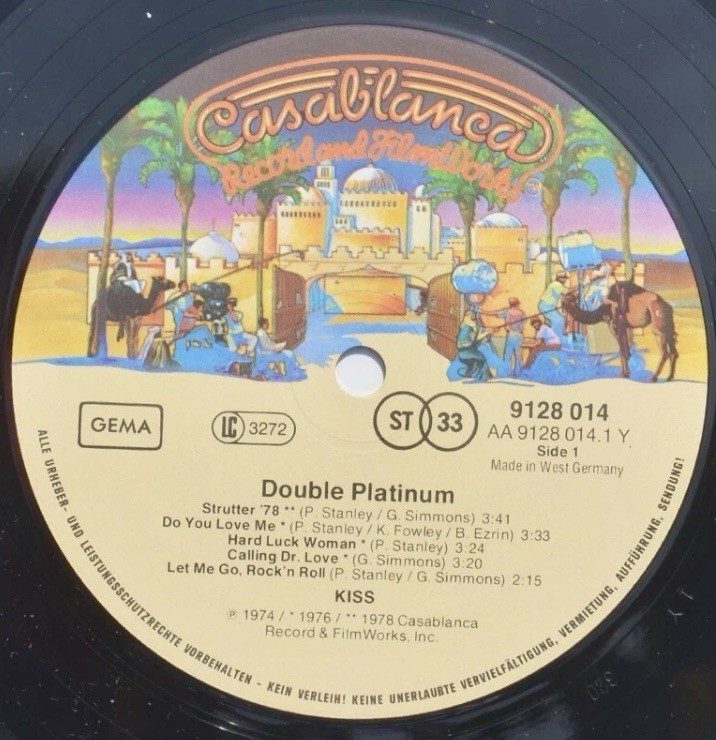 Casablanca
Record and FilmWorks
GEMA
LC 3272
ST 33
9128 014
AA 9128 014.1 Y
Side 1
Made in West Germany
Double Platinum
Strutter '78 ** (P. Stanley / G. Simmons) 3:41
Do You Love Me * (P. Stanley / K. Fowley / B. Ezrin) 3:33
Hard Luck Woman * (P. Stanley) 3:24
Calling Dr. Love * (G. Simmons) 3:20
Let Me Go, Rock'n Roll (P. Stanley / G. Simmons) 2:15
KISS
℗ 1974 / * 1976 / ** 1978 Casablanca
Record & FilmWorks, Inc.
ALLE URHEBER- UND LEISTUNGSSCHUTZRECHTE VORBEHALTEN - KEIN VERLEIH! KEINE UNERLAUBTE VERVIELFÄLTIGUNG, VERMIETUNG, AUFFÜHRUNG, SENDUNG!
320